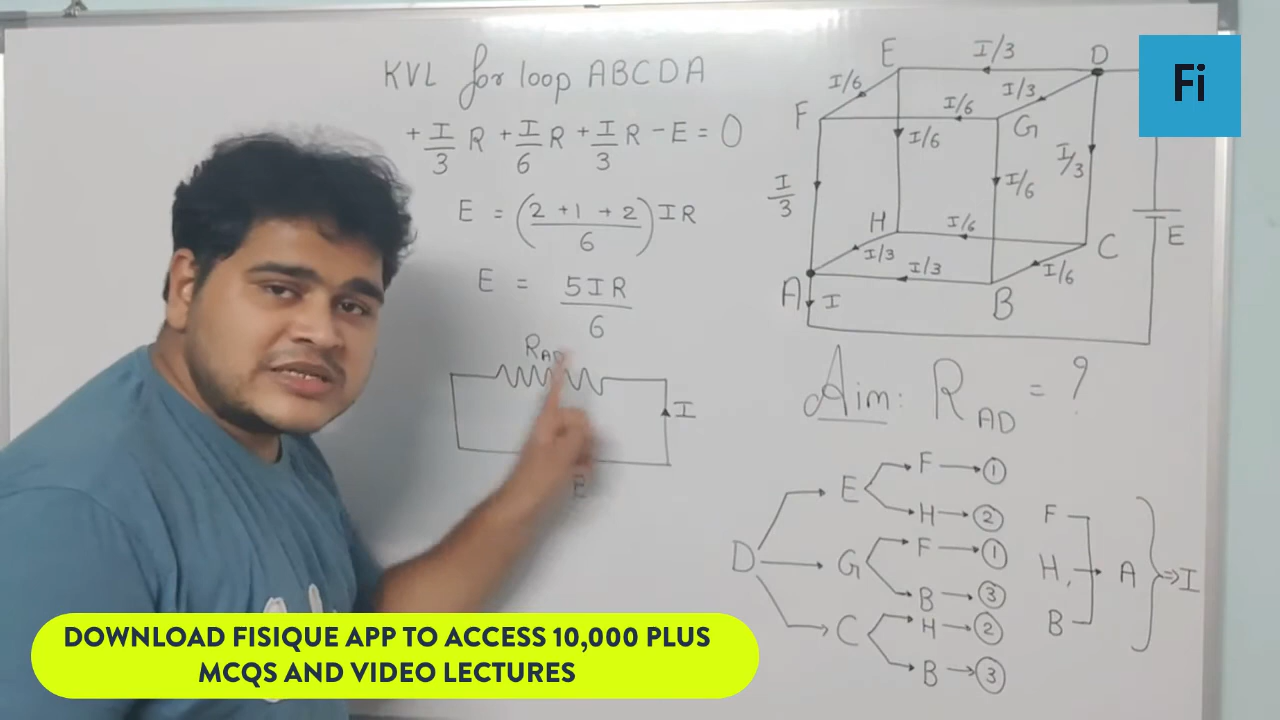 KVL for loop ABCDA
+ I/3 R + I/6 R + I/3 R - E = 0
E = (2 + 1 + 2 / 6) IR
E = 5IR / 6
R AD
I
E
E I/3 D
I/6 I/3
F I/6 G
I/6 I/3
I/3 I/6
H I/6 C
I/3 I/3 I/6
A I B
E
Fi
Aim: R AD = ?
D
E F → ①
H → ②
G F → ①
B → ③
C H → ②
B → ③
F
H, → A } ⇒ I
B
DOWNLOAD FISIQUE APP TO ACCESS 10,000 PLUS
MCQS AND VIDEO LECTURES